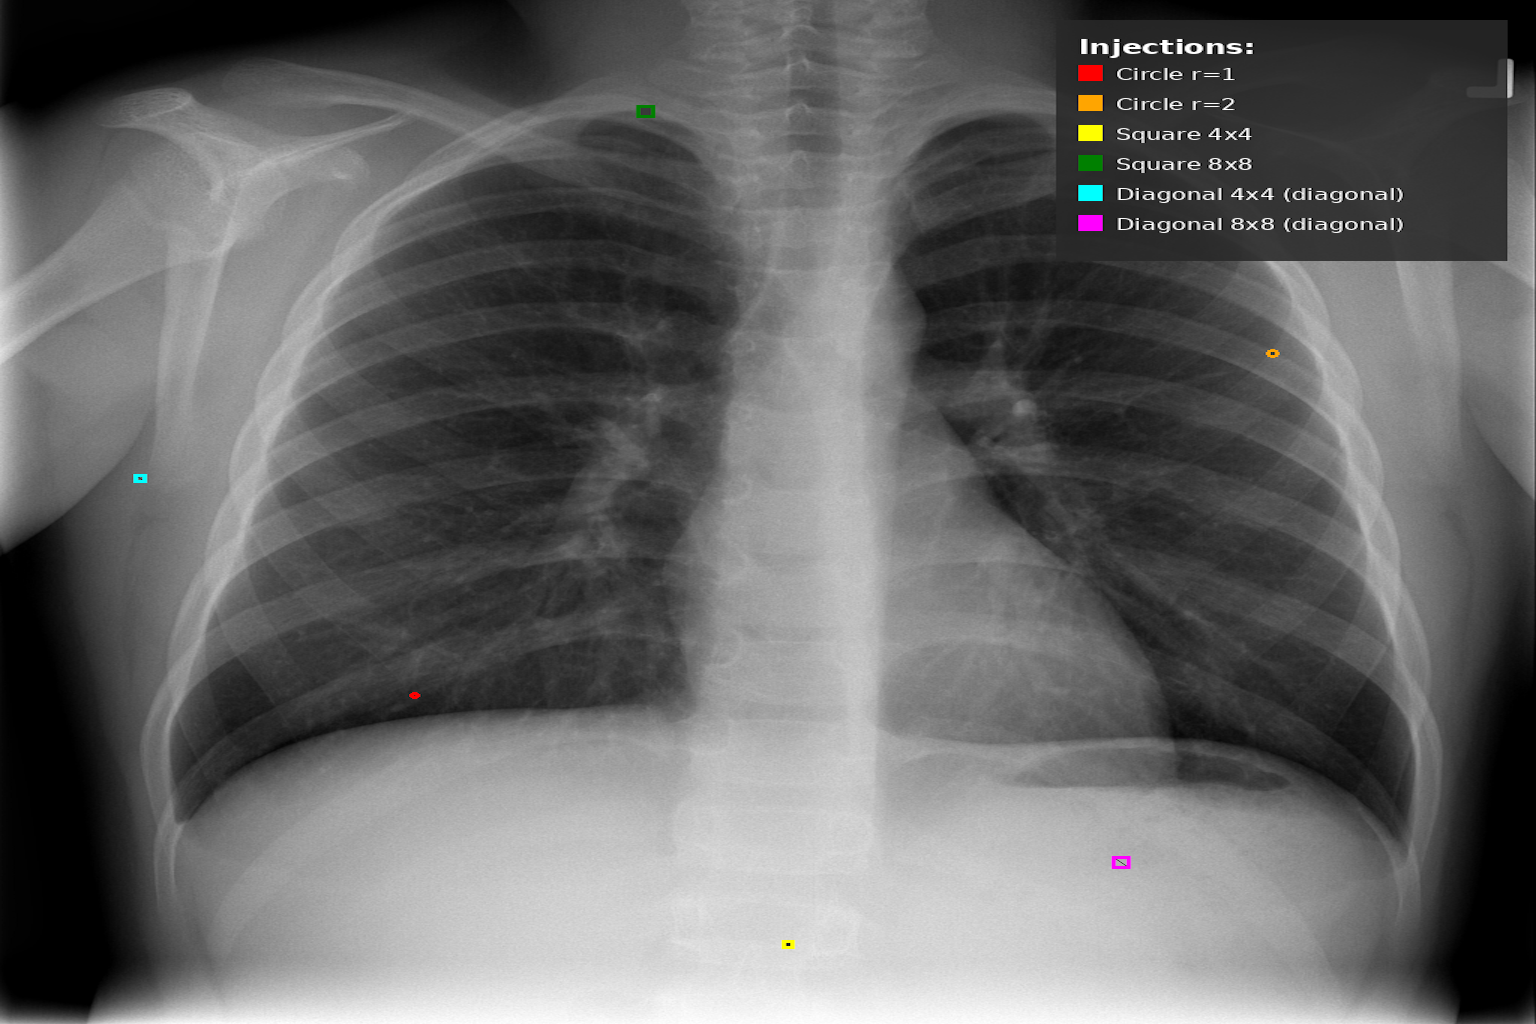 Injections:
Circle r=1
Circle r=2
Square 4x4
Square 8x8
Diagonal 4x4 (diagonal)
Diagonal 8x8 (diagonal)